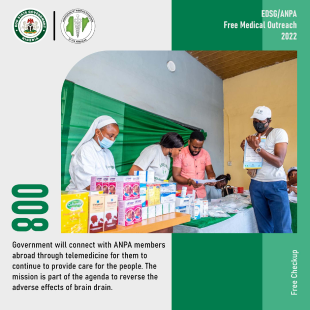 EDSG/ANPA
Free Medical Outreach
2022
800
Government will connect with ANPA members
abroad through telemedicine for them to
continue to provide care for the people. The
mission is part of the agenda to reverse the
adverse effects of brain drain.
Free Checkup